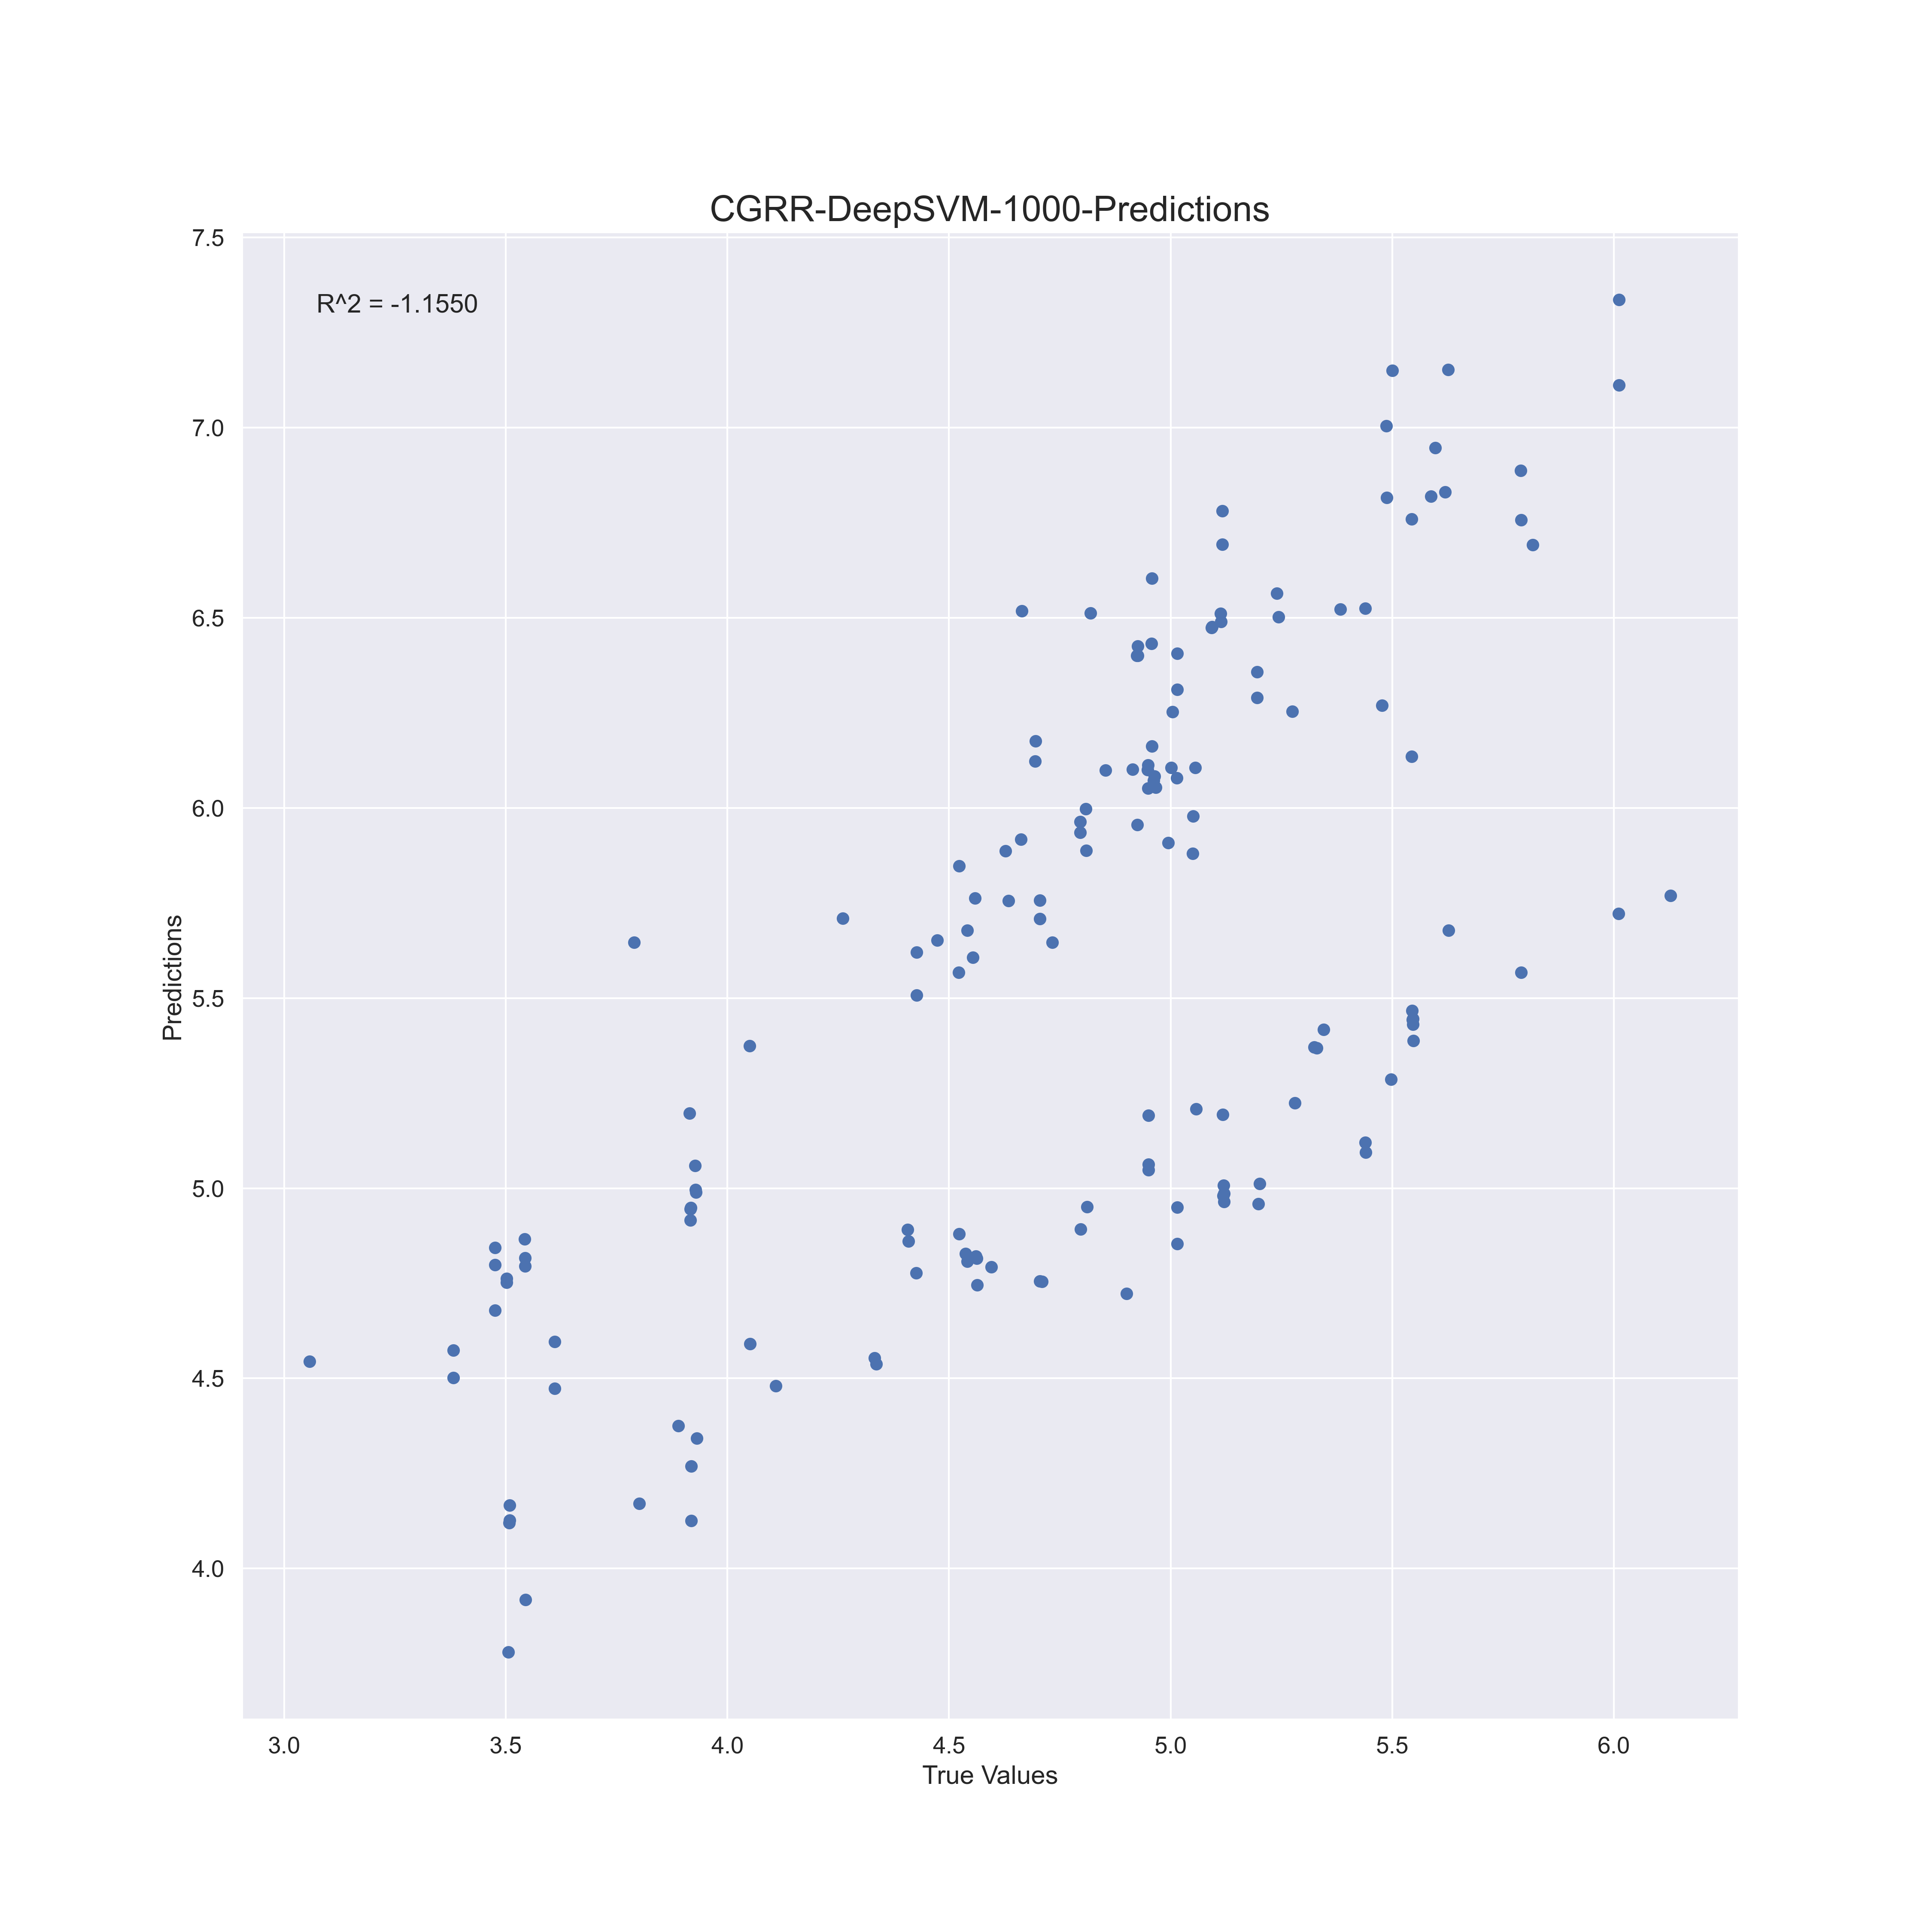 CGRR-DeepSVM-1000-Predictions
R^2 = -1.1550
7.5
7.0
6.5
6.0
5.5
5.0
4.5
4.0
Predictions
3.0 3.5 4.0 4.5 5.0 5.5 6.0
True Values